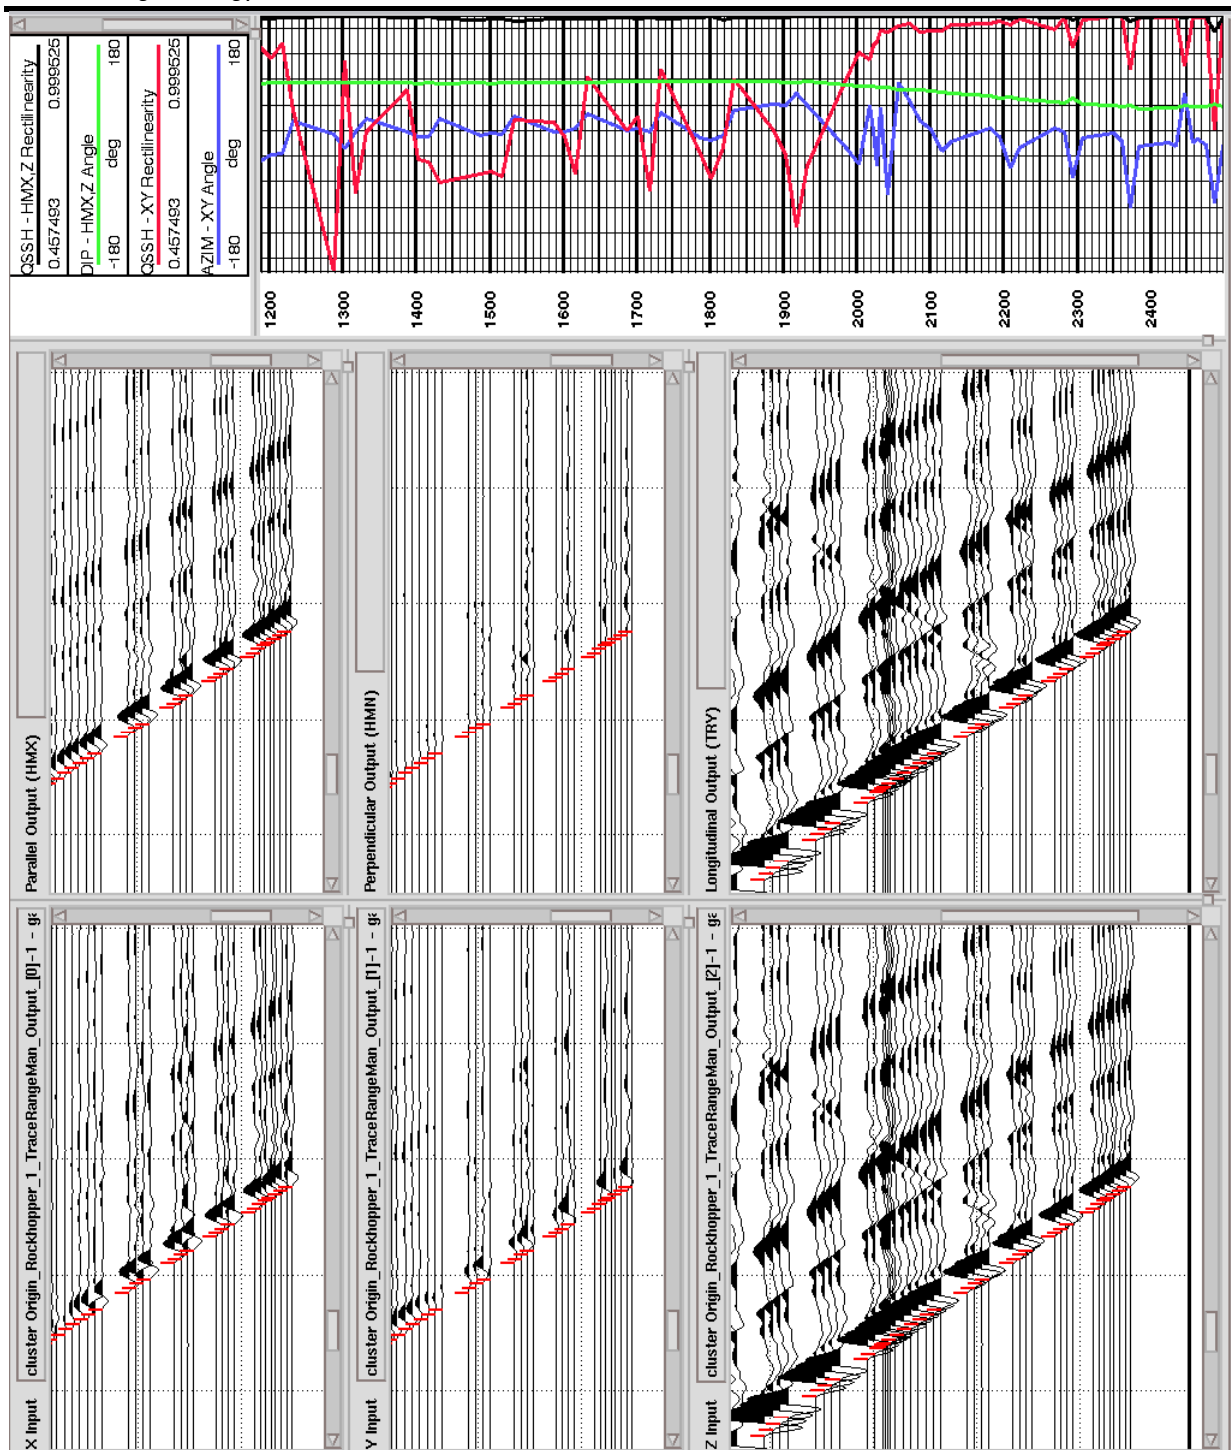 QSSH - HMX,Z Rectilinearity
0.457493 0.999525
DIP - HMX,Z Angle
-180 deg 180
QSSH - XY Rectilinearity
0.457493 0.999525
AZIM - XY Angle
-180 deg 180
1200
1300
1400
1500
1600
1700
1800
1900
2000
2100
2200
2300
2400
Parallel Output (HMX)
Perpendicular Output (HMN)
Longitudinal Output (TRY)
X Input cluster Origin_Rockhopper_1_TraceRangeMan_Output_[0]-1 - ga
Y Input cluster Origin_Rockhopper_1_TraceRangeMan_Output_[1]-1 - ga
Z Input cluster Origin_Rockhopper_1_TraceRangeMan_Output_[2]-1 - ga